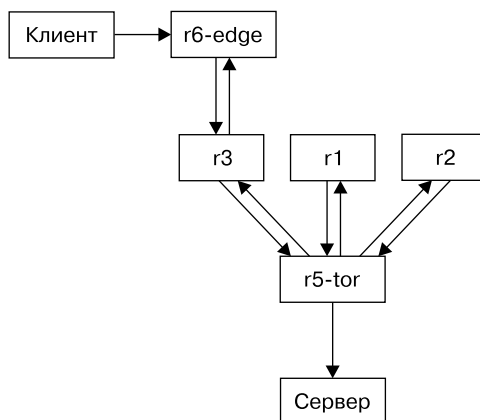 Клиент
r6-edge
r3
r1
r2
r5-tor
Сервер